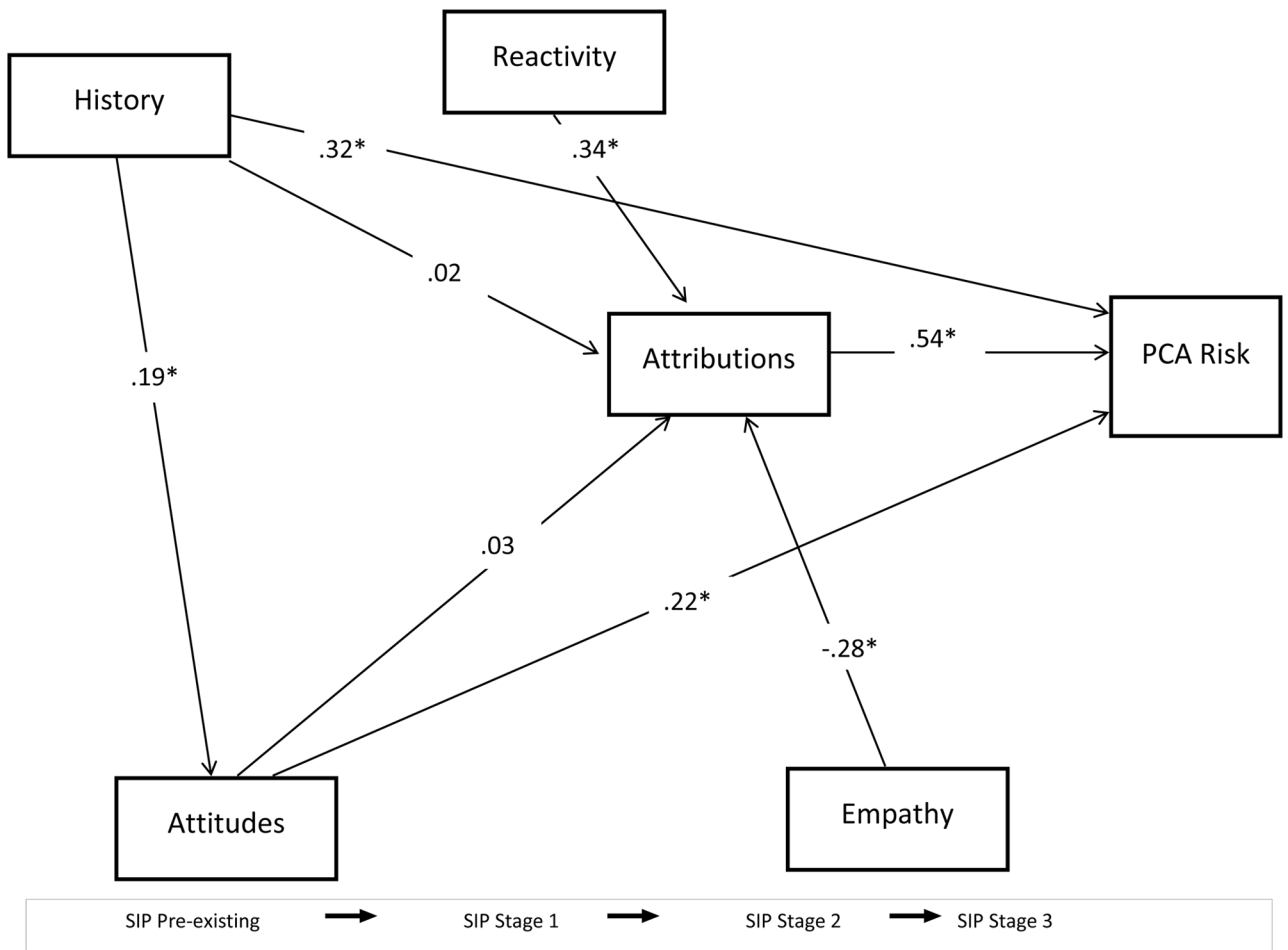 Reactivity
History
.32*
.34*
.02
Attributions
.54*
PCA Risk
.19*
.03
.22*
-.28*
Attitudes
Empathy
SIP Pre-existing SIP Stage 1 SIP Stage 2 SIP Stage 3